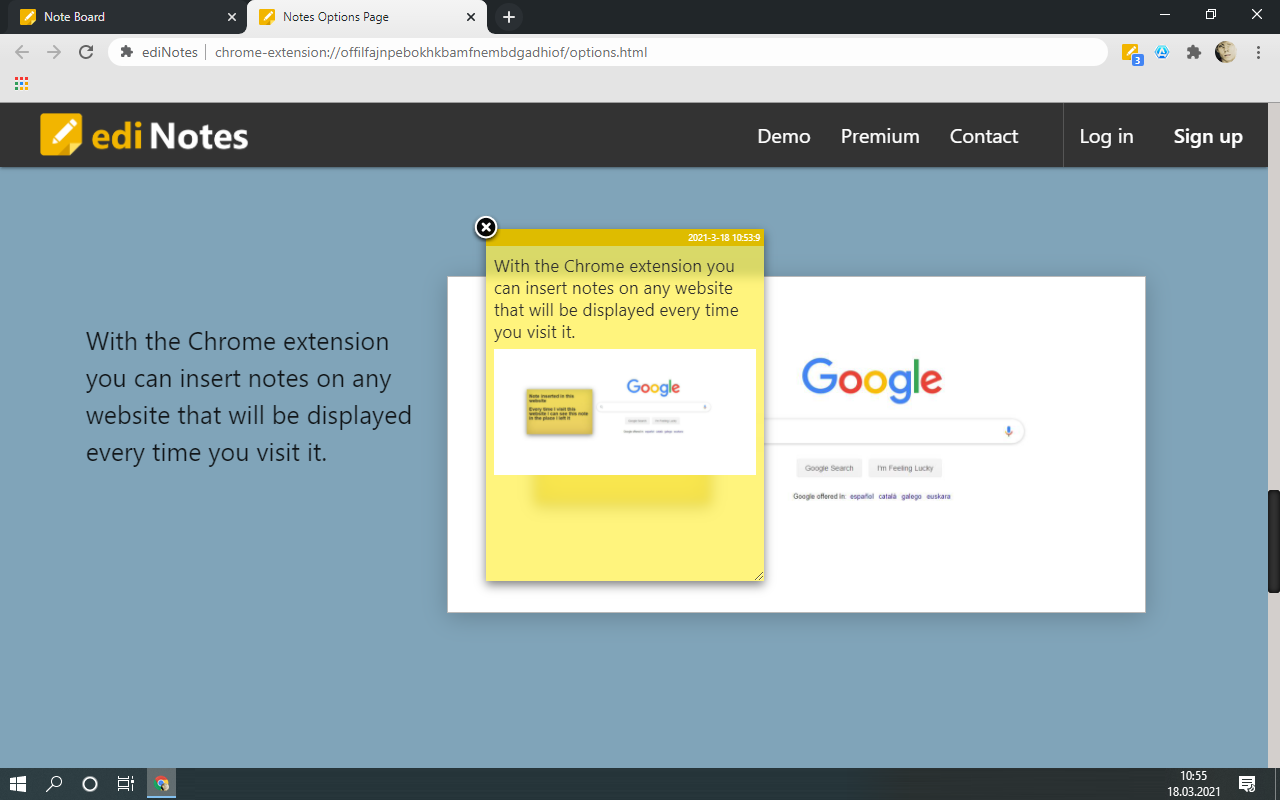 Note Board
Notes Options Page
ediNotes
chrome-extension://offilfajnpebokhkbamfnembdgadhiof/options.html
3
edi Notes
Demo
Premium
Contact
Log in
Sign up
2021-3-18 10:53:9
With the Chrome extension you
can insert notes on any website
that will be displayed every time
you visit it.
Google
Note inserted in this
website
Every time I visit this
website I can see this note
in the place I left it
Google Search
I'm Feeling Lucky
With the Chrome extension
you can insert notes on any
website that will be displayed
every time you visit it.
Google
Google Search
I'm Feeling Lucky
Google offered in: español català galego euskara
10:55
18.03.2021